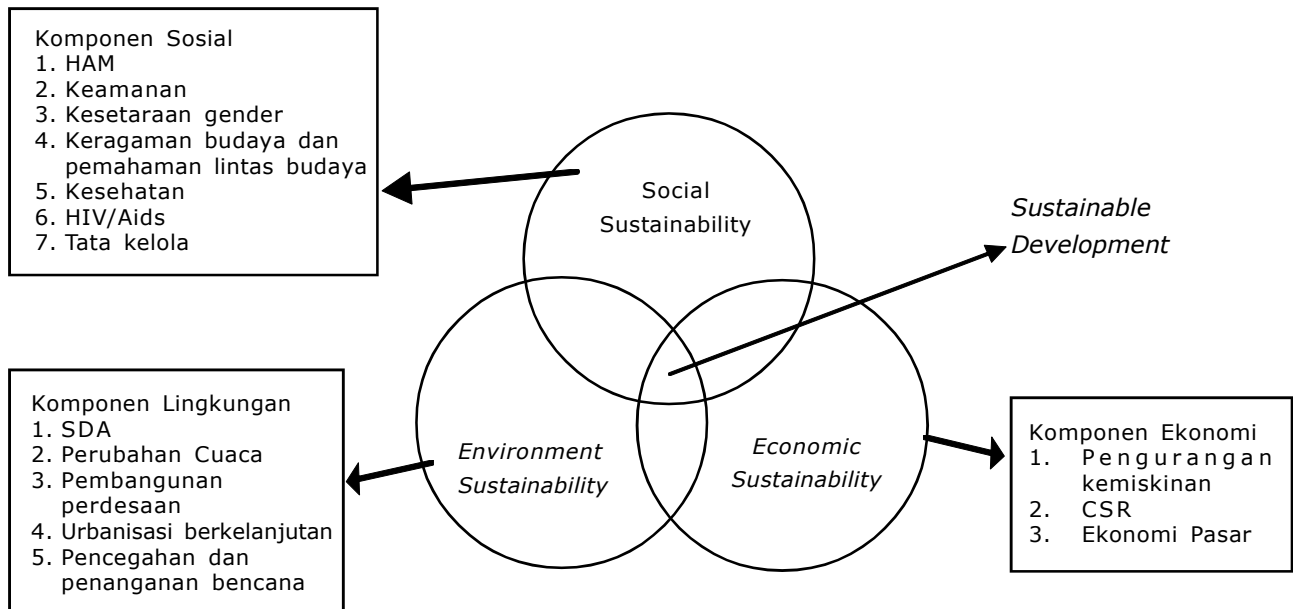 Komponen Sosial
1. HAM
2. Keamanan
3. Kesetaraan gender
4. Keragaman budaya dan
pemahaman lintas budaya
5. Kesehatan
6. HIV/Aids
7. Tata kelola
Social
Sustainability
Sustainable
Development
Komponen Lingkungan
1. SDA
2. Perubahan Cuaca
3. Pembangunan
perdesaan
4. Urbanisasi berkelanjutan
5. Pencegahan dan
penanganan bencana
Environment
Sustainability
Economic
Sustainability
Komponen Ekonomi
1. Pengurangan
kemiskinan
2. CSR
3. Ekonomi Pasar